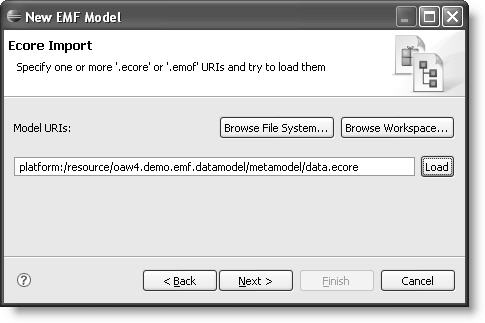 New EMF Model
Ecore Import
Specify one or more '.ecore' or '.emof' URIs and try to load them
Model URIs:
Browse File System...
Browse Workspace...
platform:/resource/oaw4.demo.emf.datamodel/metamodel/data.ecore
Load
?
< Back
Next >
Finish
Cancel